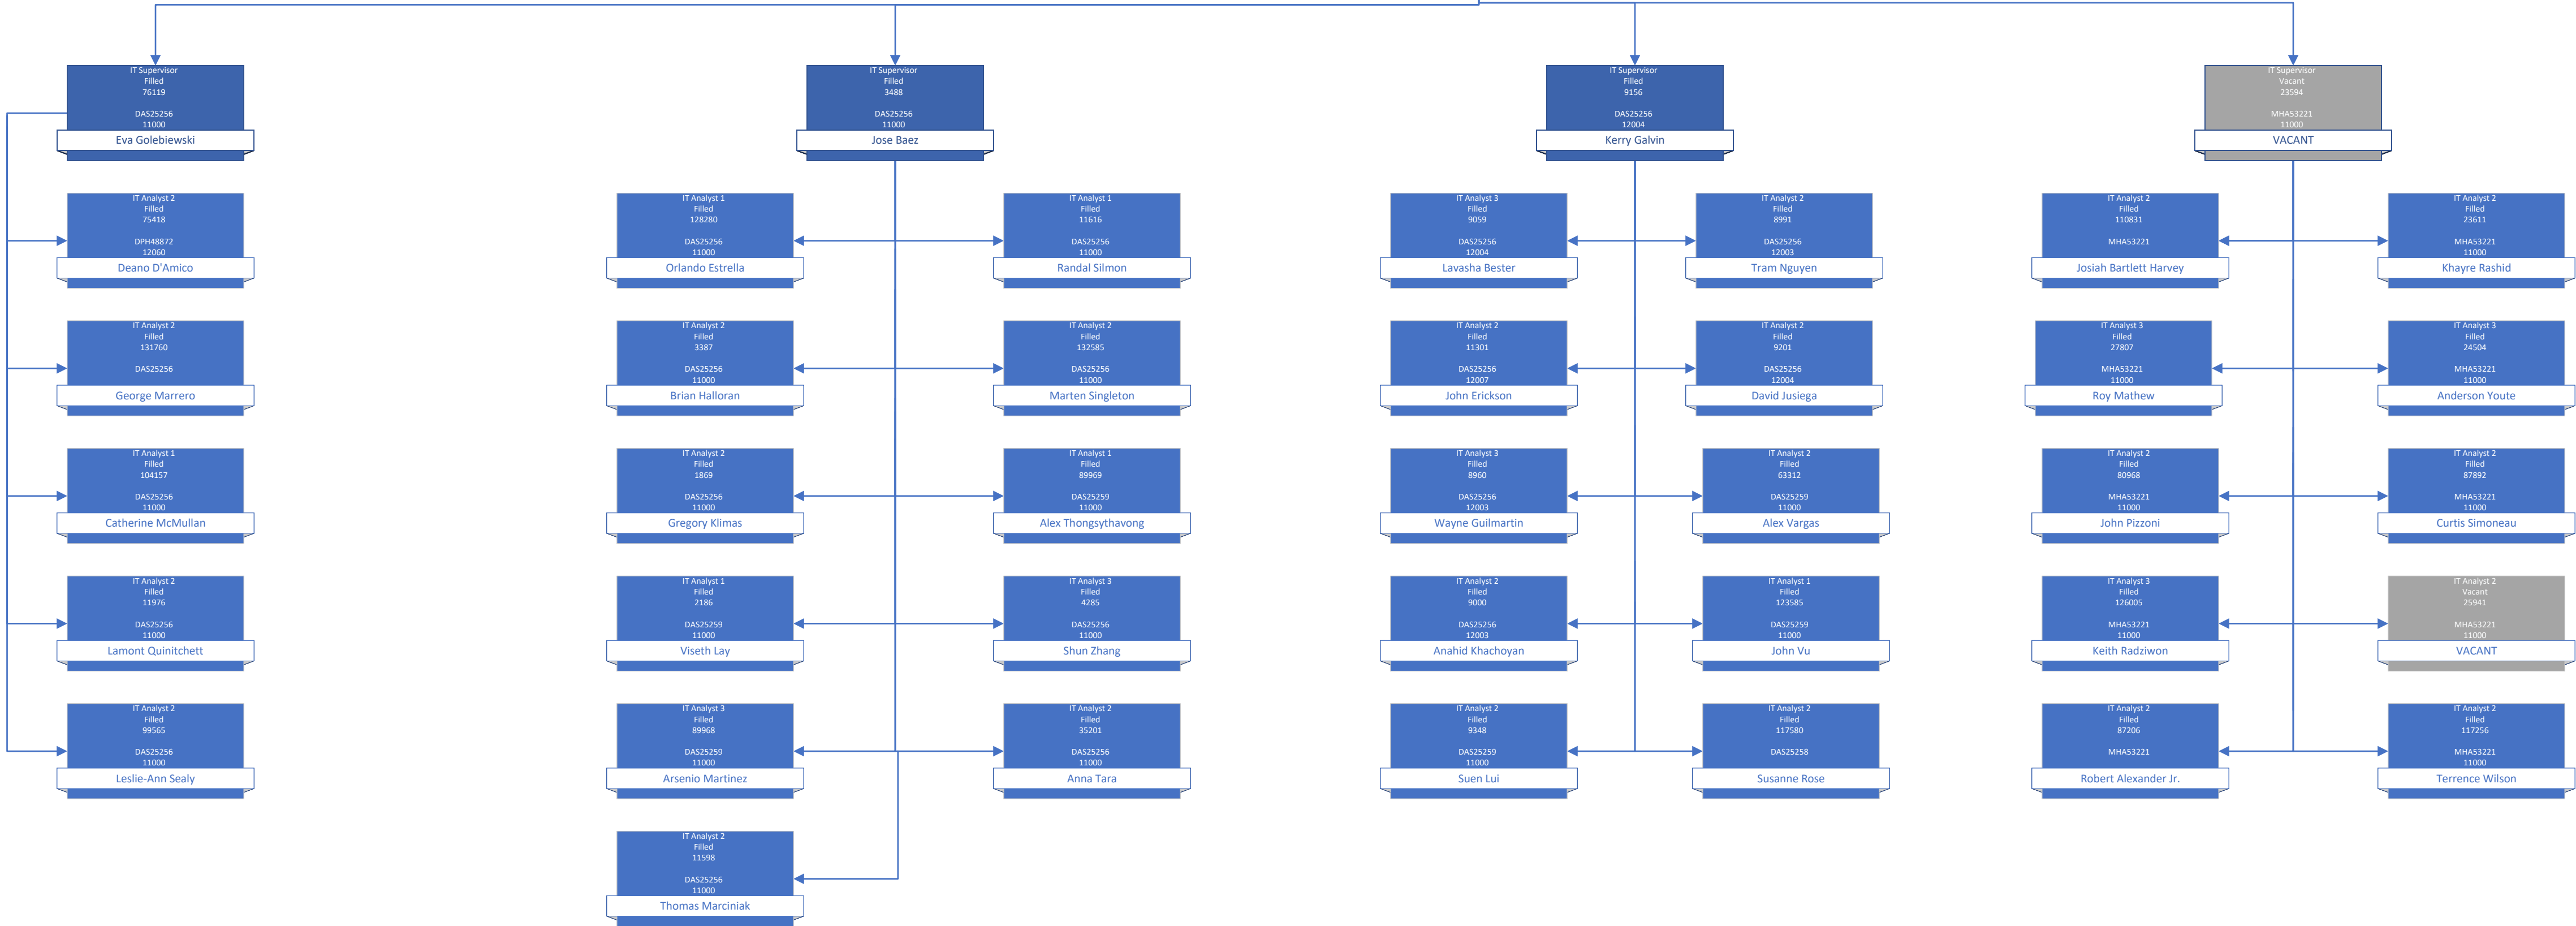 IT Supervisor
Filled
76119
DAS25256
11000
Eva Golebiewski
IT Analyst 2
Filled
75418
DPH48872
12060
Deano D'Amico
IT Analyst 2
Filled
131760
DAS25256
George Marrero
IT Analyst 1
Filled
104157
DAS25256
11000
Catherine McMullan
IT Analyst 2
Filled
11976
DAS25256
11000
Lamont Quinitchett
IT Analyst 2
Filled
99565
DAS25256
11000
Leslie-Ann Sealy
IT Supervisor
Filled
3488
DAS25256
11000
Jose Baez
IT Analyst 1
Filled
128280
DAS25256
11000
Orlando Estrella
IT Analyst 1
Filled
11616
DAS25256
11000
Randal Silmon
IT Analyst 2
Filled
3387
DAS25256
11000
Brian Halloran
IT Analyst 2
Filled
132585
DAS25256
11000
Marten Singleton
IT Analyst 2
Filled
1869
DAS25256
11000
Gregory Klimas
IT Analyst 1
Filled
89969
DAS25259
11000
Alex Thongsythavong
IT Analyst 1
Filled
2186
DAS25259
11000
Viseth Lay
IT Analyst 3
Filled
4285
DAS25256
11000
Shun Zhang
IT Analyst 3
Filled
89968
DAS25259
11000
Arsenio Martinez
IT Analyst 2
Filled
35201
DAS25256
11000
Anna Tara
IT Analyst 2
Filled
11598
DAS25256
11000
Thomas Marciniak
IT Supervisor
Filled
9156
DAS25256
12004
Kerry Galvin
IT Analyst 3
Filled
9059
DAS25256
12004
Lavasha Bester
IT Analyst 2
Filled
8991
DAS25256
12003
Tram Nguyen
IT Analyst 2
Filled
11301
DAS25256
12007
John Erickson
IT Analyst 2
Filled
9201
DAS25256
12004
David Jusiega
IT Analyst 3
Filled
8960
DAS25256
12003
Wayne Guilmartin
IT Analyst 2
Filled
63312
DAS25259
11000
Alex Vargas
IT Analyst 2
Filled
9000
DAS25256
12003
Anahid Khachoyan
IT Analyst 1
Filled
123585
DAS25259
11000
John Vu
IT Analyst 2
Filled
9348
DAS25259
11000
Suen Lui
IT Analyst 2
Filled
117580
DAS25258
Susanne Rose
IT Supervisor
Vacant
23594
MHA53221
11000
VACANT
IT Analyst 2
Filled
110831
MHA53221
Josiah Bartlett Harvey
IT Analyst 2
Filled
23611
MHA53221
11000
Khayre Rashid
IT Analyst 3
Filled
27807
MHA53221
11000
Roy Mathew
IT Analyst 3
Filled
24504
MHA53221
11000
Anderson Youte
IT Analyst 2
Filled
80968
MHA53221
11000
John Pizzoni
IT Analyst 2
Filled
87892
MHA53221
11000
Curtis Simoneau
IT Analyst 3
Filled
126005
MHA53221
11000
Keith Radziwon
IT Analyst 2
Vacant
25941
MHA53221
11000
VACANT
IT Analyst 2
Filled
87206
MHA53221
Robert Alexander Jr.
IT Analyst 2
Filled
117256
MHA53221
11000
Terrence Wilson